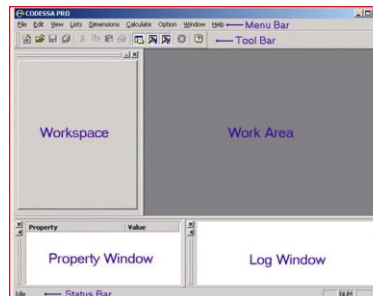 CODESSA PRO
File Edit View Lists Dimensions Calculate Option Window Help Menu Bar
Tool Bar
Workspace
Work Area
Property Value
Property Window
Log Window
Idle Status Bar NUM